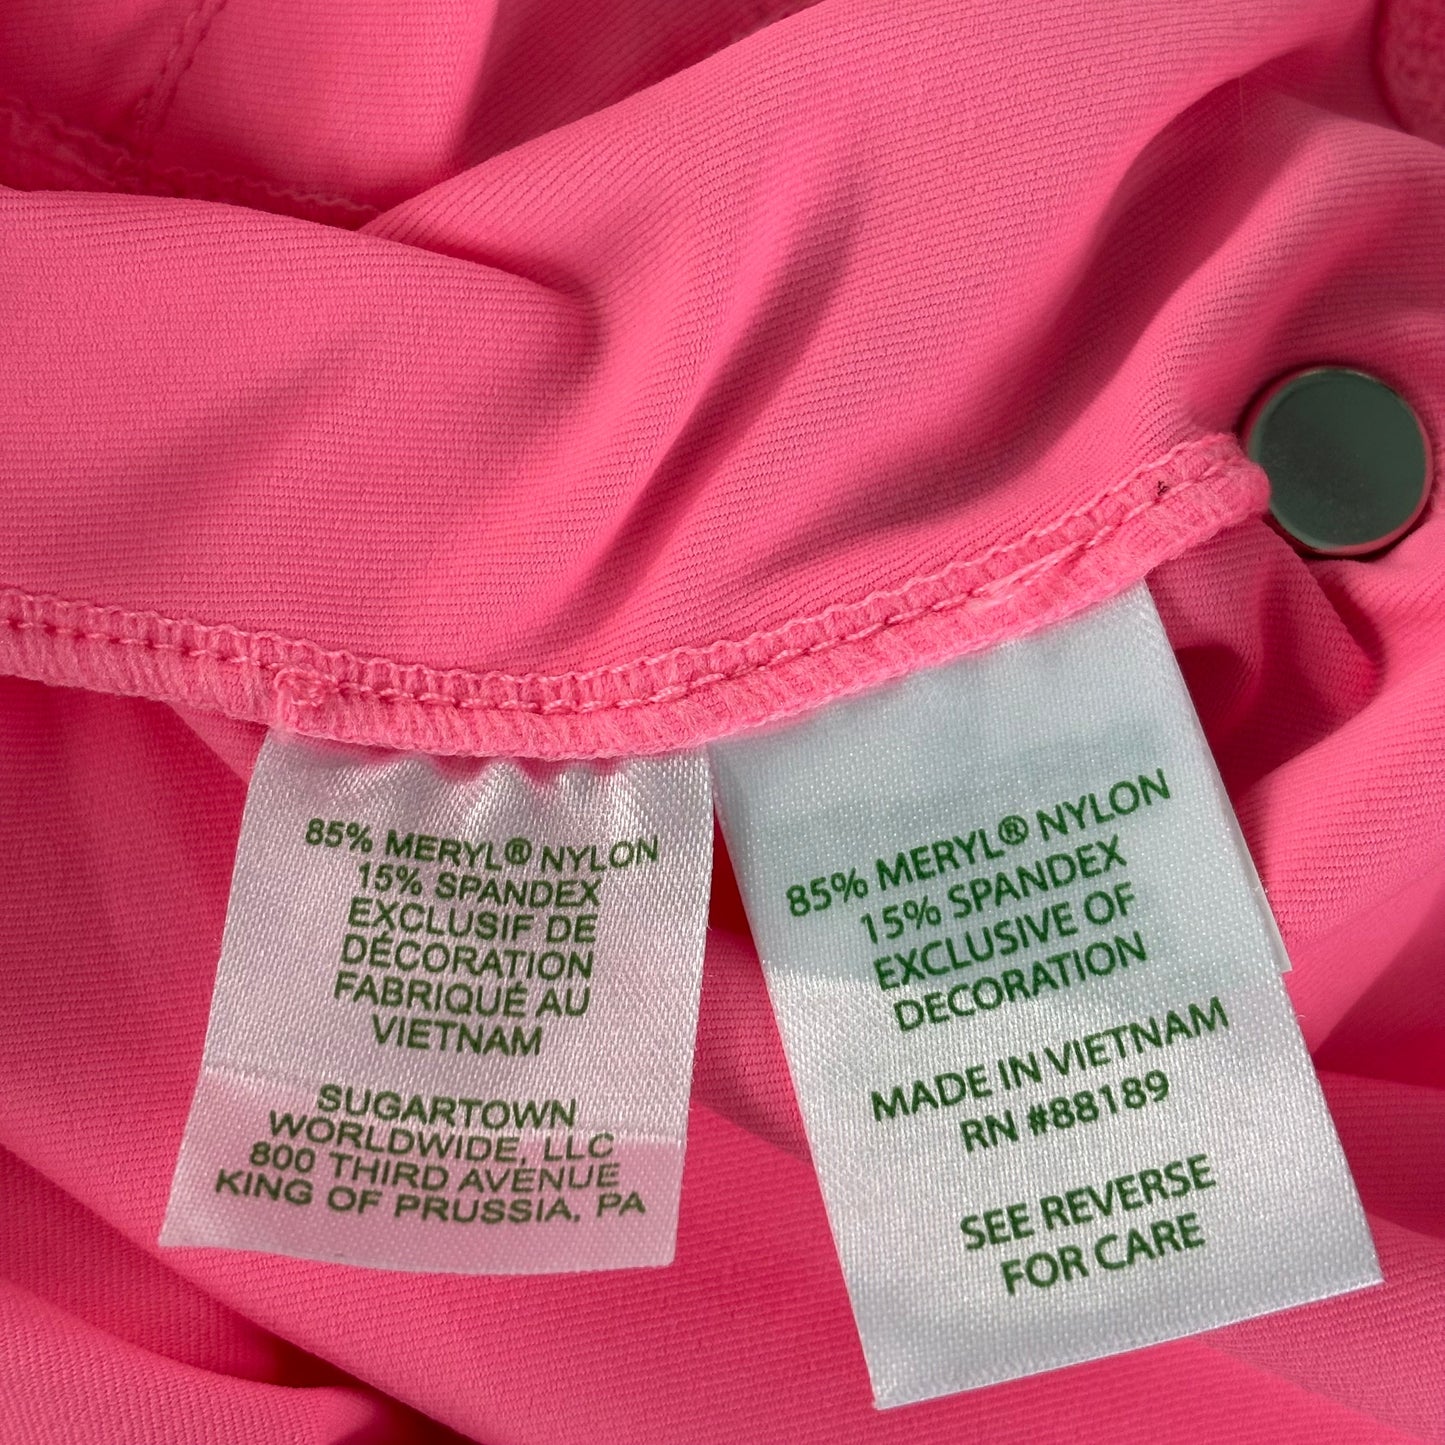 85% MERYL® NYLON
15% SPANDEX
EXCLUSIF DE
DÉCORATION
FABRIQUÉ AU
VIETNAM
SUGARTOWN
WORLDWIDE, LLC
800 THIRD AVENUE
KING OF PRUSSIA, PA
85% MERYL® NYLON
15% SPANDEX
EXCLUSIVE OF
DECORATION
MADE IN VIETNAM
RN #88189
SEE REVERSE
FOR CARE